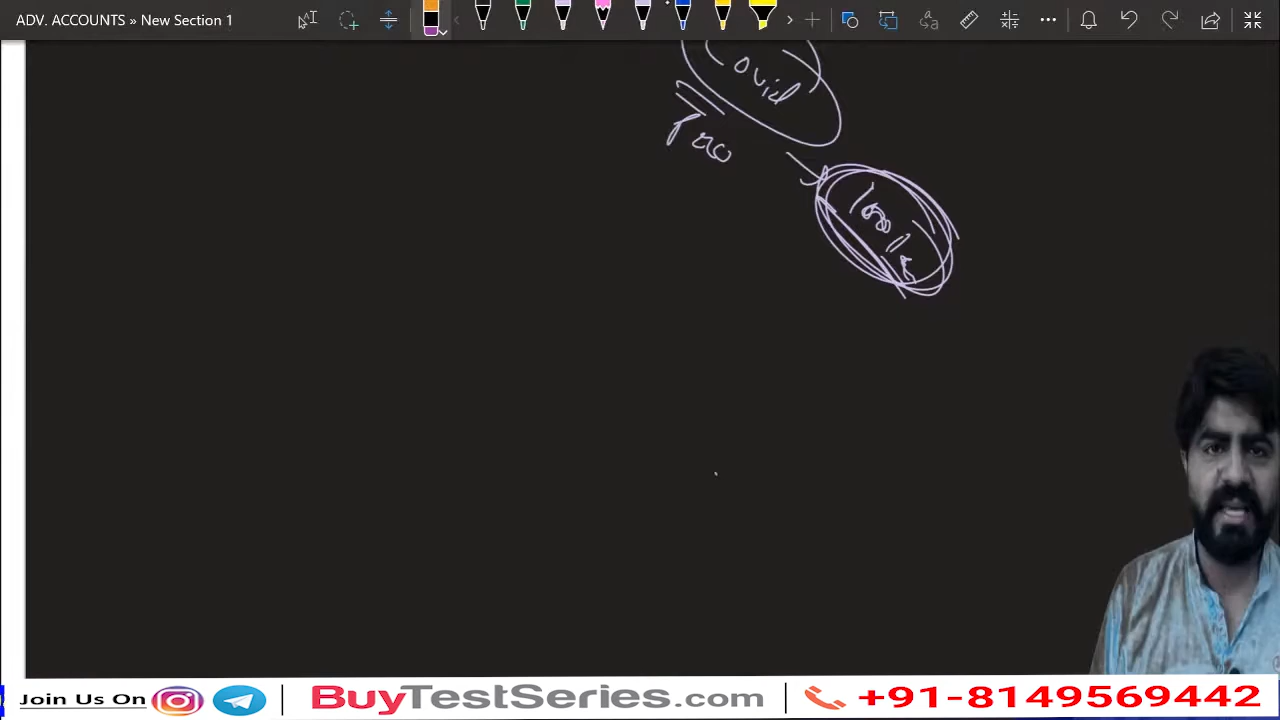 ADV. ACCOUNTS » New Section 1
Covid
Join Us On
BuyTestSeries.com
+91-8149569442